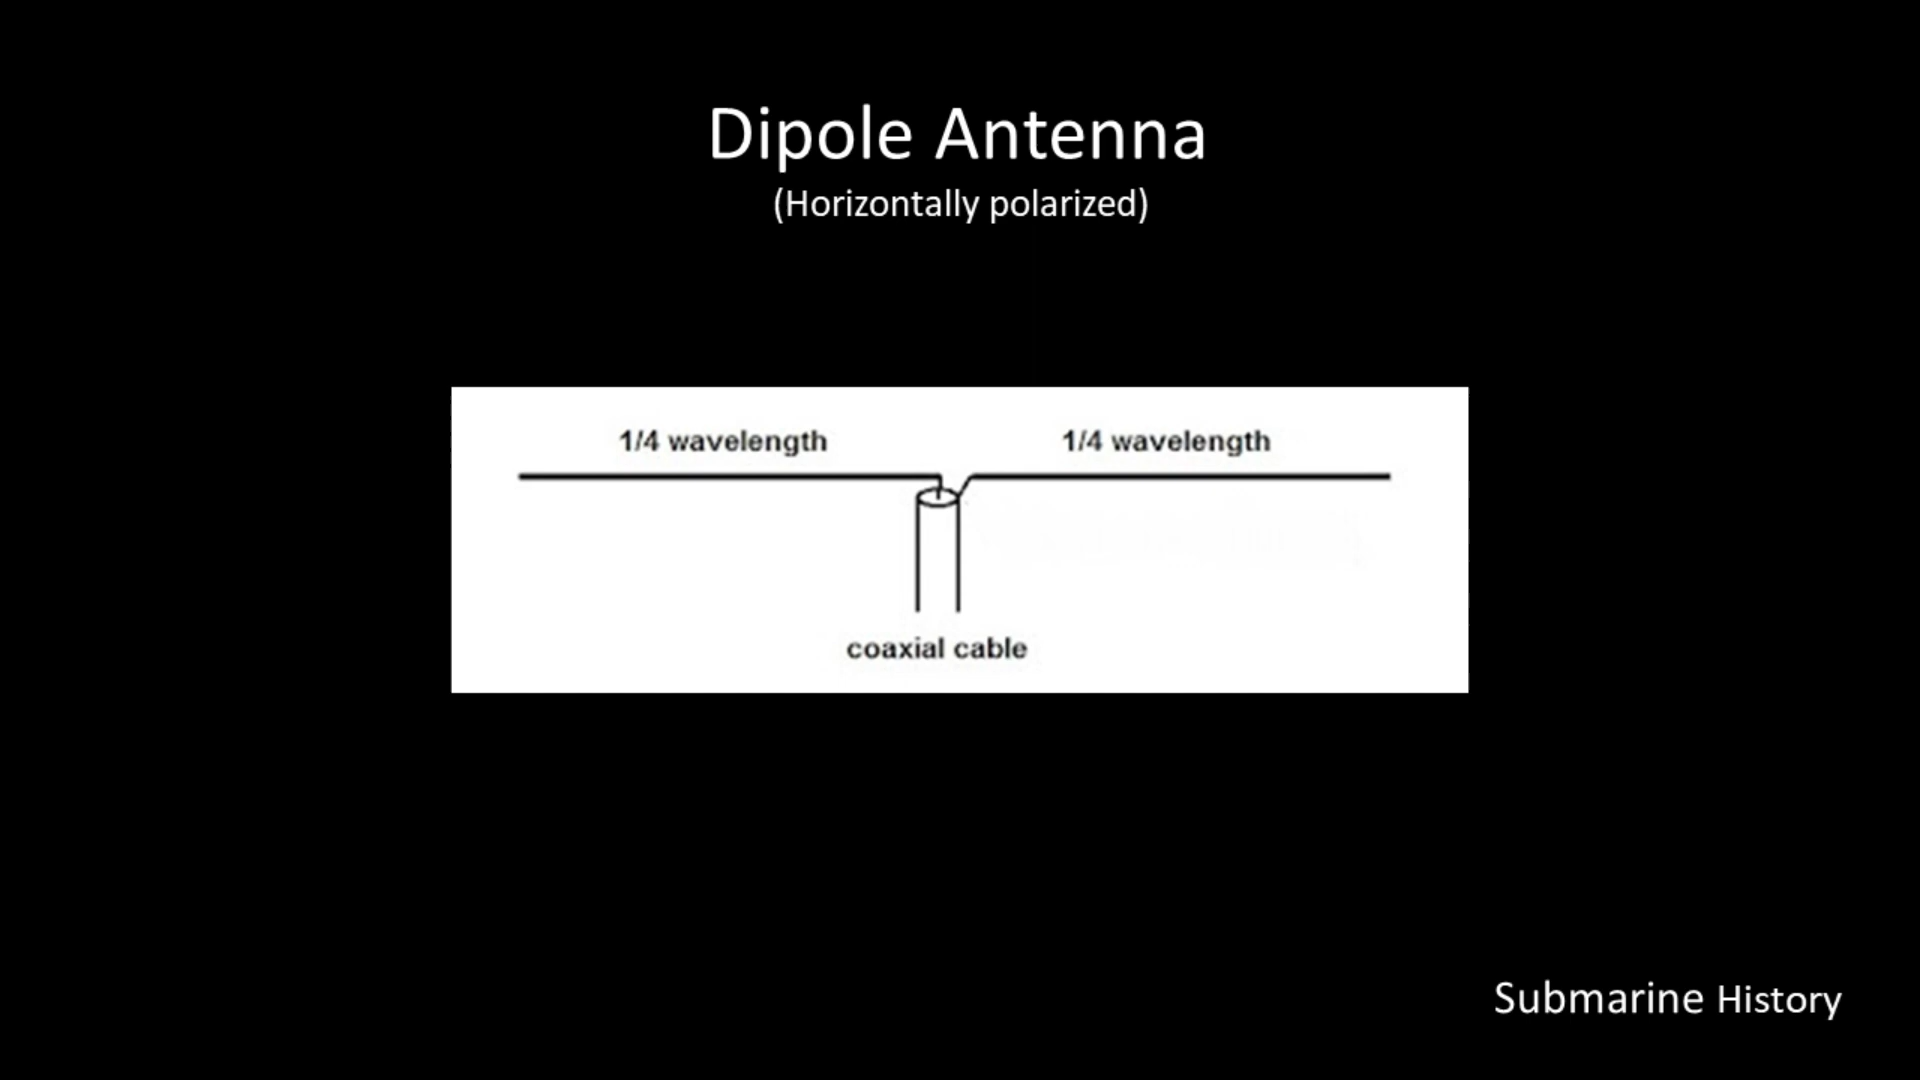 Dipole Antenna
(Horizontally polarized)
1/4 wavelength 1/4 wavelength
coaxial cable
Submarine History